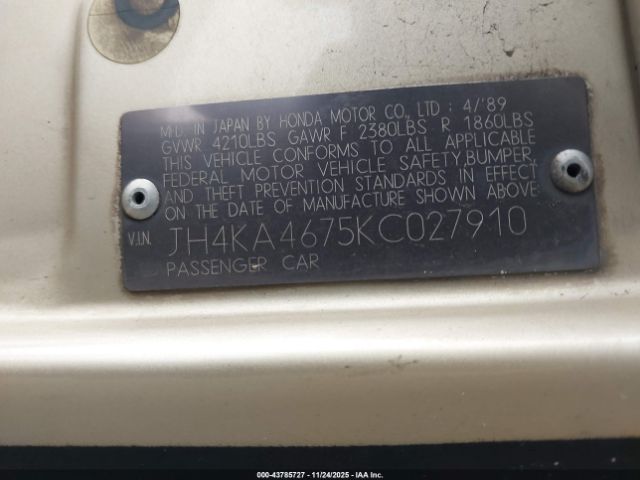 MFD. IN JAPAN BY HONDA MOTOR CO., LTD : 4/'89
GVWR 4210LBS GAWR F 2380LBS R 1860LBS
THIS VEHICLE CONFORMS TO ALL APPLICABLE
FEDERAL MOTOR VEHICLE SAFETY,BUMPER,
AND THEFT PREVENTION STANDARDS IN EFFECT
ON THE DATE OF MANUFACTURE SHOWN ABOVE
V.I.N. JH4KA4675KC027910
PASSENGER CAR
000-43785727 - 11/24/2025 - IAAC Inc.